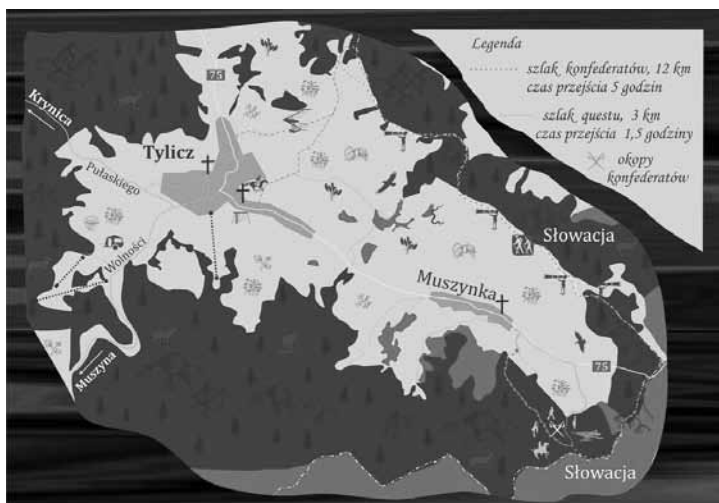 Legenda
szlak konfederatów, 12 km
czas przejścia 5 godzin
szlak questu, 3 km
czas przejścia 1,5 godziny
okopy
konfederatów
75
Krynica
Tylicz
Pułaskiego
Wolności
Słowacja
Muszynka
Muszyna
75
Słowacja